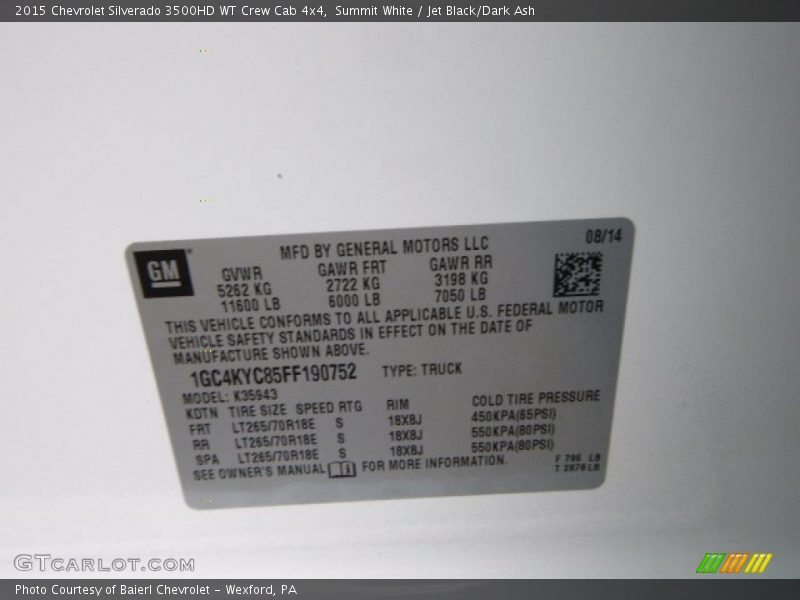 2015 Chevrolet Silverado 3500HD WT Crew Cab 4x4, Summit White / Jet Black/Dark Ash
08/14
GM
MFD BY GENERAL MOTORS LLC
GVWR GAWR FRT GAWR RR
5262 KG 2722 KG 3198 KG
11600 LB 6000 LB 7050 LB
THIS VEHICLE CONFORMS TO ALL APPLICABLE U.S. FEDERAL MOTOR
VEHICLE SAFETY STANDARDS IN EFFECT ON THE DATE OF
MANUFACTURE SHOWN ABOVE.
1GC4KYC85FF190752 TYPE: TRUCK
MODEL: K35943
KDTN TIRE SIZE SPEED RTG RIM COLD TIRE PRESSURE
FRT LT265/70R18E S 18X8J 450KPA(65PSI)
RR LT265/70R18E S 18X8J 550KPA(80PSI)
SPA LT265/70R18E S 18X8J 550KPA(80PSI)
SEE OWNER'S MANUAL FOR MORE INFORMATION.
F 796 LB
T 2878 LB
GTCARLOT.COM
Photo Courtesy of Baierl Chevrolet - Wexford, PA